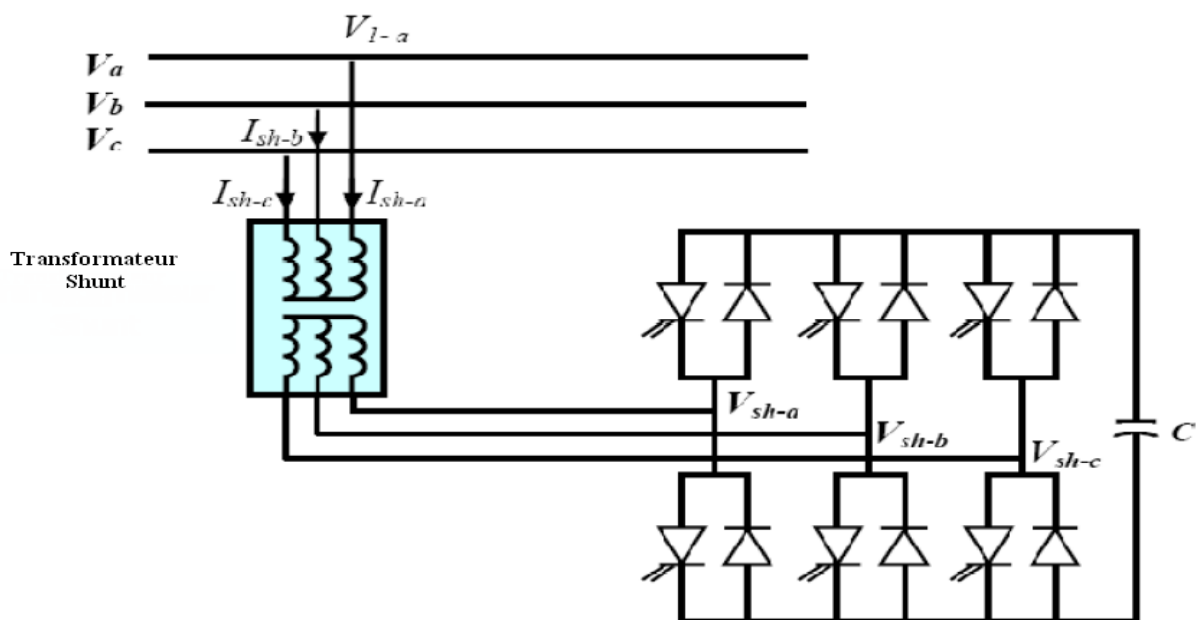 V1-a
Va
Vb
Vc
Ish-b
Ish-c
Ish-a
Transformateur
Shunt
Vsh-a
Vsh-b
Vsh-c
C